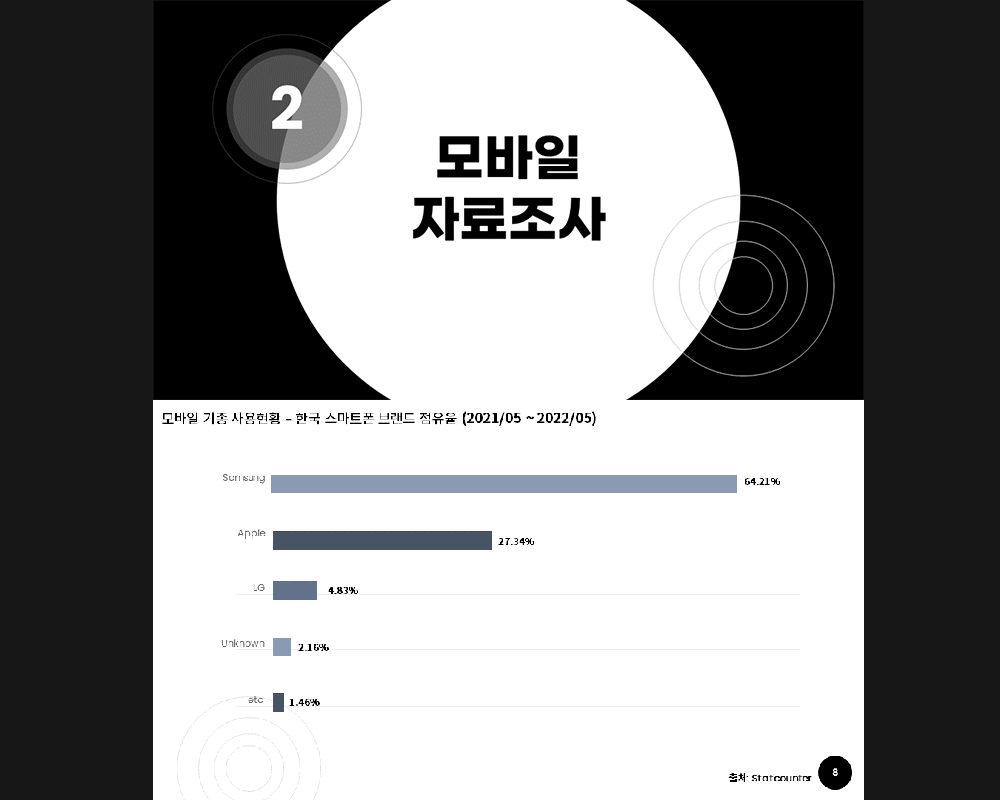 2
모바일
자료조사
모바일 기종 사용현황 – 한국 스마트폰 브랜드 점유율 (2021/05 ~ 2022/05)
Samsung 64.21%
Apple 27.34%
LG 4.83%
Unknown 2.16%
etc 1.46%
출처: Statcounter 8